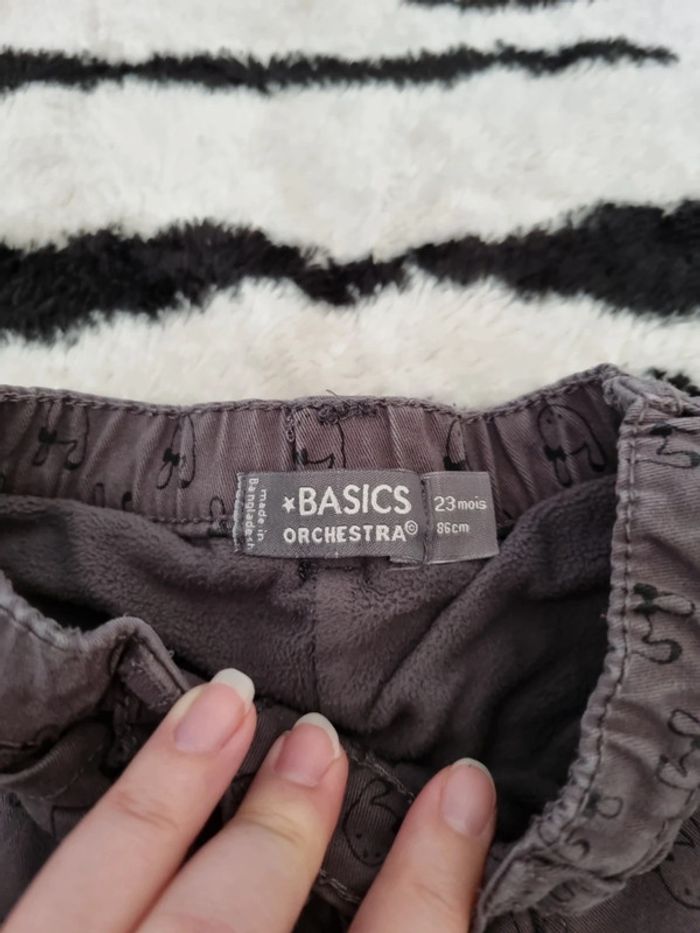 made in
Bangladesh
★BASICS
ORCHESTRA©
23 mois
86cm